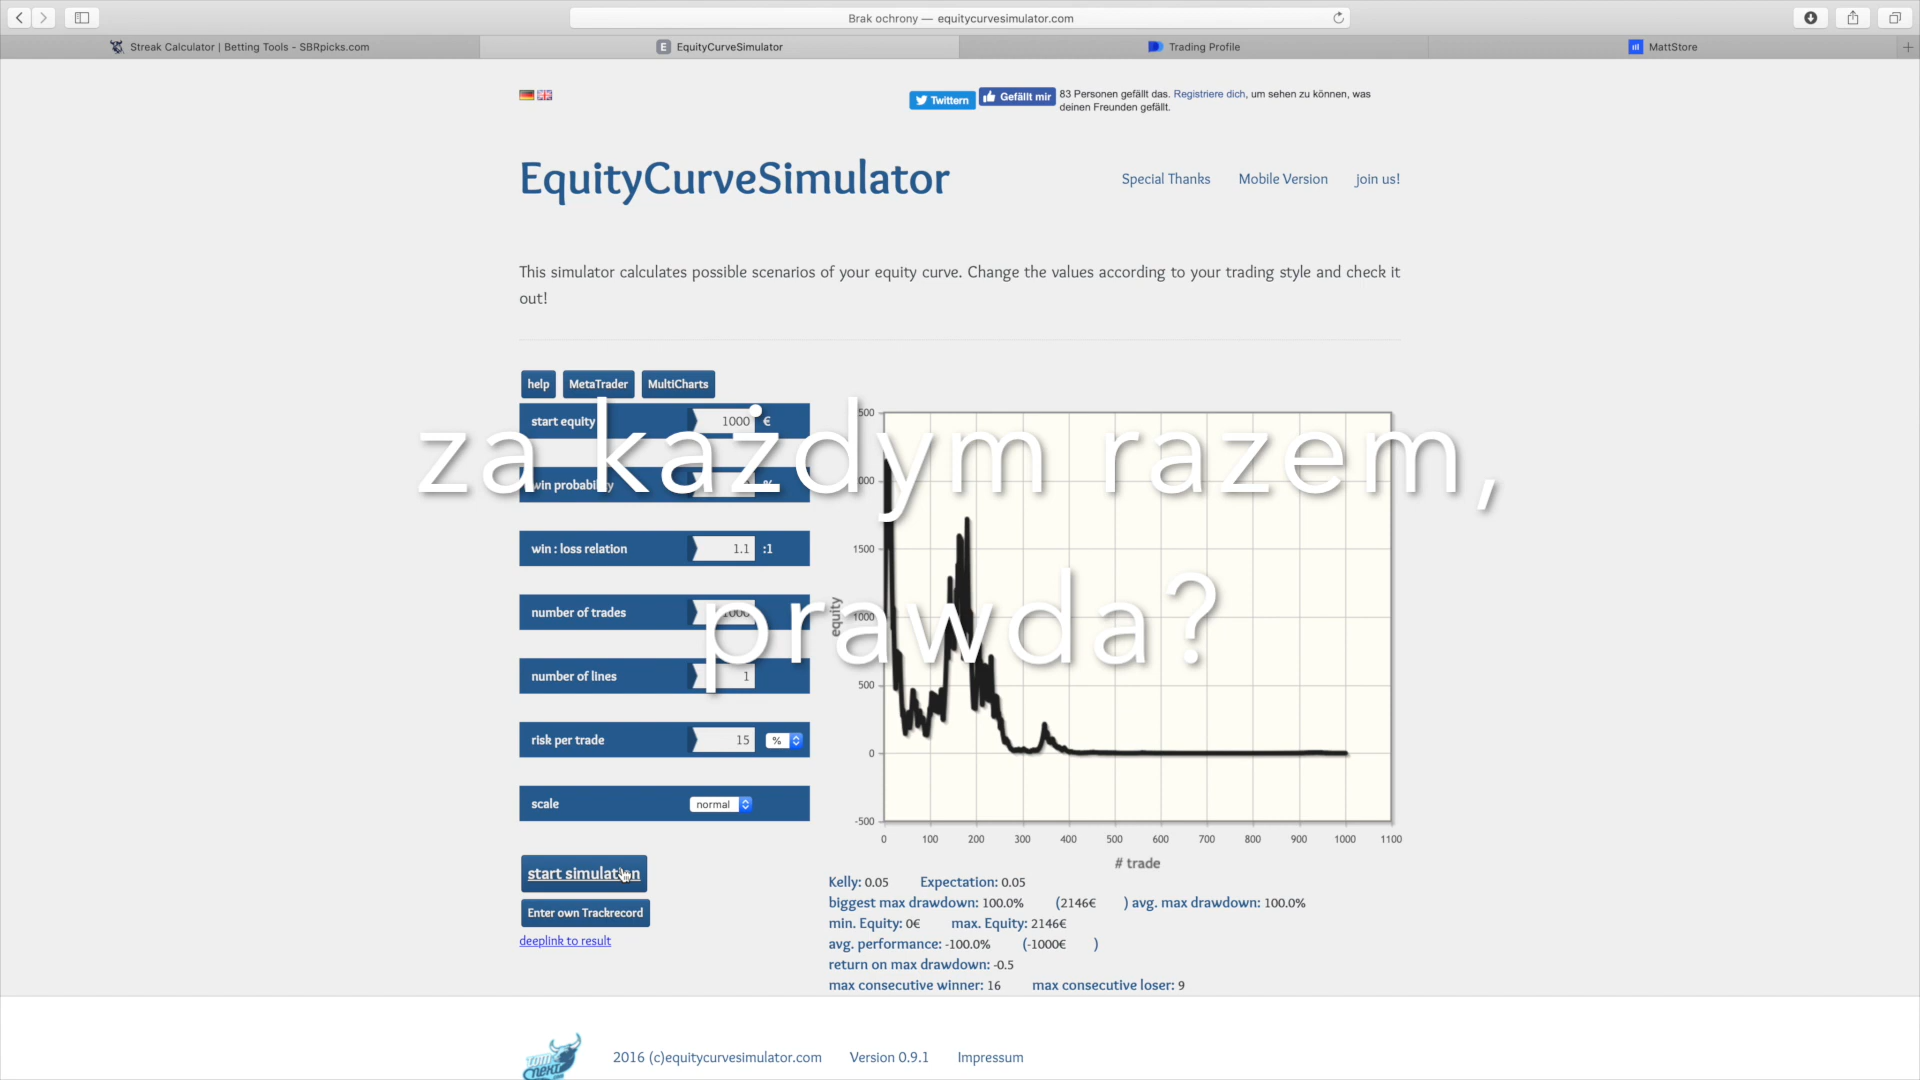 Brak ochrony — equitycurvesimulator.com
Streak Calculator | Betting Tools - SBRpicks.com
E EquityCurveSimulator
Trading Profile
MattStore
Twittern
Gefällt mir
83 Personen gefällt das. Registriere dich, um sehen zu können, was
deinen Freunden gefällt.
EquityCurveSimulator
Special Thanks
Mobile Version
join us!
This simulator calculates possible scenarios of your equity curve. Change the values according to your trading style and check it
out!
help
MetaTrader
MultiCharts
start equity 1000 €
win probability %
win : loss relation 1.1 :1
number of trades 1000
number of lines 1
risk per trade 15 %
scale normal
start simulation
Enter own Trackrecord
deeplink to result
za każdym razem,
prawda?
1500
1000
500
0
-500
equity
0 100 200 300 400 500 600 700 800 900 1000 1100
# trade
Kelly: 0.05 Expectation: 0.05
biggest max drawdown: 100.0% (2146€ ) avg. max drawdown: 100.0%
min. Equity: 0€ max. Equity: 2146€
avg. performance: -100.0% (-1000€ )
return on max drawdown: -0.5
max consecutive winner: 16 max consecutive loser: 9
2016 (c)equitycurvesimulator.com
Version 0.9.1
Impressum